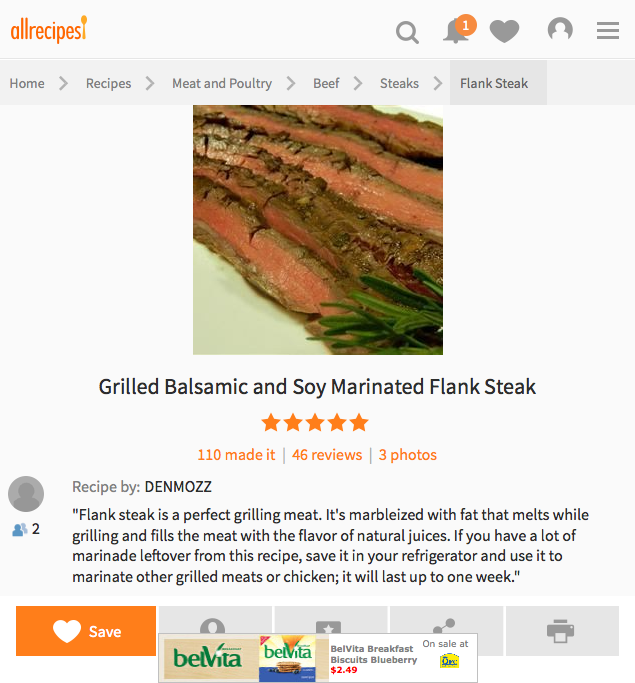 allrecipes
1
Home
Recipes
Meat and Poultry
Beef
Steaks
Flank Steak
Grilled Balsamic and Soy Marinated Flank Steak
110 made it | 46 reviews | 3 photos
Recipe by: DENMOZZ
2
"Flank steak is a perfect grilling meat. It's marbleized with fat that melts while
grilling and fills the meat with the flavor of natural juices. If you have a lot of
marinade leftover from this recipe, save it in your refrigerator and use it to
marinate other grilled meats or chicken; it will last up to one week."
Save
belVita
belVita
BelVita Breakfast
Biscuits Blueberry
$2.49
On sale at